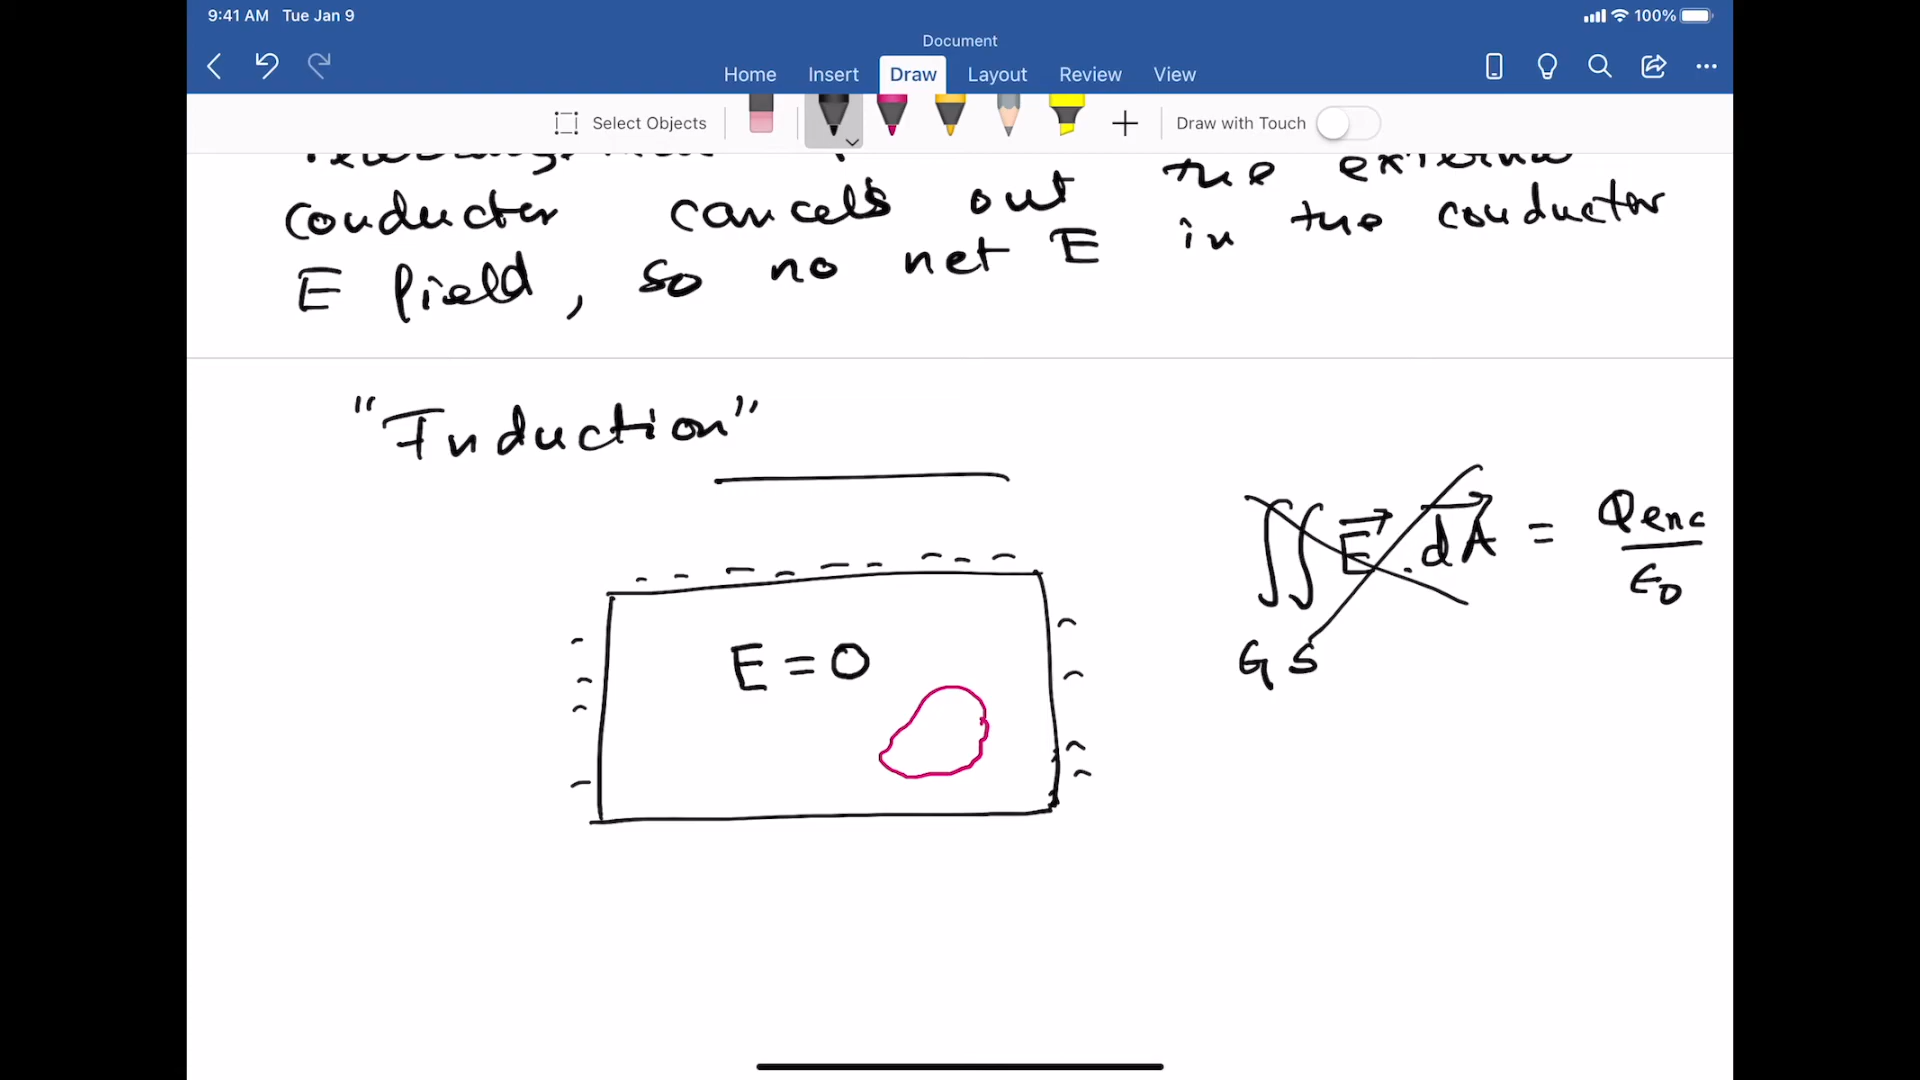 9:41 AM Tue Jan 9
100%
Document
Home Insert Draw Layout Review View
Select Objects
Draw with Touch
the external
conductor cancels out
E field, so no net E in the conductor
"Induction"
∬ E⃗ . dA⃗ = Qenc / ϵ0
GS
E = 0